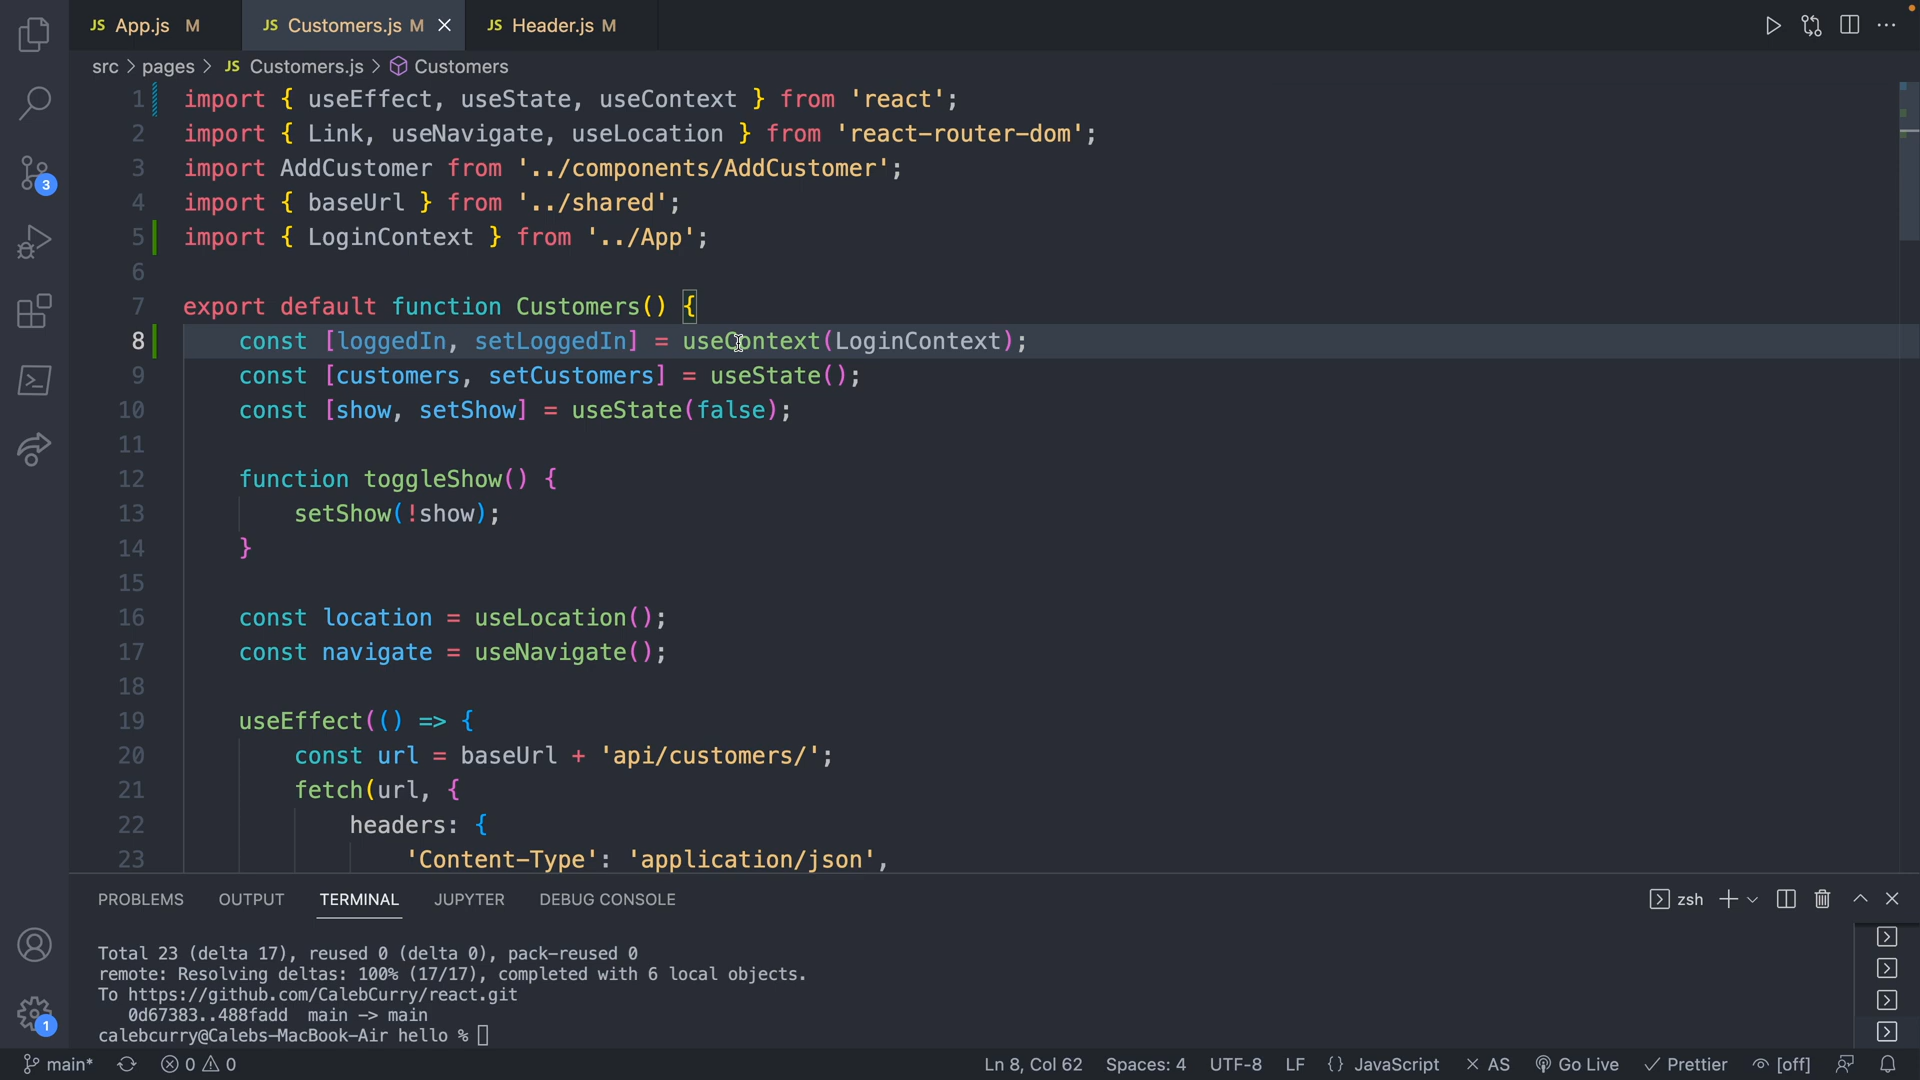 JS App.js M JS Customers.js M JS Header.js M
src > pages > JS Customers.js > Customers
1 import { useEffect, useState, useContext } from 'react';
2 import { Link, useNavigate, useLocation } from 'react-router-dom';
3 import AddCustomer from '../components/AddCustomer';
4 import { baseUrl } from '../shared';
5 import { LoginContext } from '../App';
6
7 export default function Customers() {
8 const [loggedIn, setLoggedIn] = useContext(LoginContext);
9 const [customers, setCustomers] = useState();
10 const [show, setShow] = useState(false);
11
12 function toggleShow() {
13 setShow(!show);
14 }
15
16 const location = useLocation();
17 const navigate = useNavigate();
18
19 useEffect(() => {
20 const url = baseUrl + 'api/customers/';
21 fetch(url, {
22 headers: {
23 'Content-Type': 'application/json',
3
1
PROBLEMS OUTPUT TERMINAL JUPYTER DEBUG CONSOLE zsh
Total 23 (delta 17), reused 0 (delta 0), pack-reused 0
remote: Resolving deltas: 100% (17/17), completed with 6 local objects.
To https://github.com/CalebCurry/react.git
0d67383..488fadd main -> main
calebcurry@Calebs-MacBook-Air hello %
main* 0 0 Ln 8, Col 62 Spaces: 4 UTF-8 LF {} JavaScript AS Go Live Prettier [off]